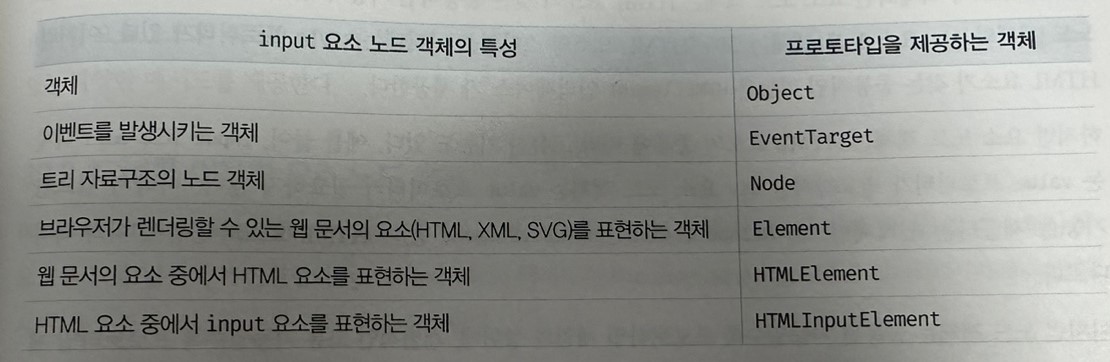 input 요소 노드 객체의 특성 프로토타입을 제공하는 객체
객체 Object
이벤트를 발생시키는 객체 EventTarget
트리 자료구조의 노드 객체 Node
브라우저가 렌더링할 수 있는 웹 문서의 요소(HTML, XML, SVG)를 표현하는 객체 Element
웹 문서의 요소 중에서 HTML 요소를 표현하는 객체 HTMLElement
HTML 요소 중에서 input 요소를 표현하는 객체 HTMLInputElement